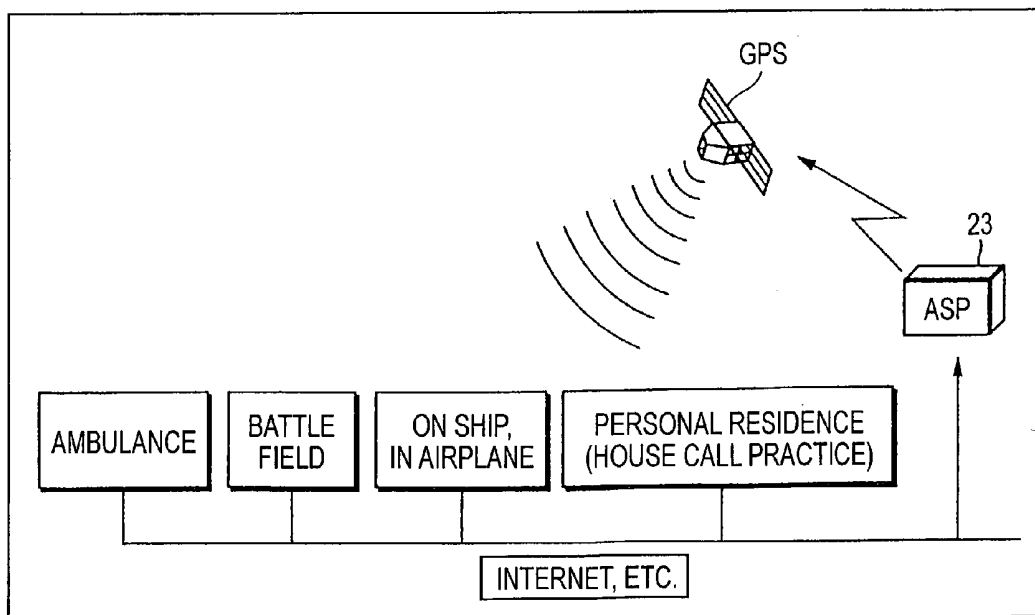 GPS
23
ASP
AMBULANCE
BATTLE
FIELD
ON SHIP,
IN AIRPLANE
PERSONAL RESIDENCE
(HOUSE CALL PRACTICE)
INTERNET, ETC.